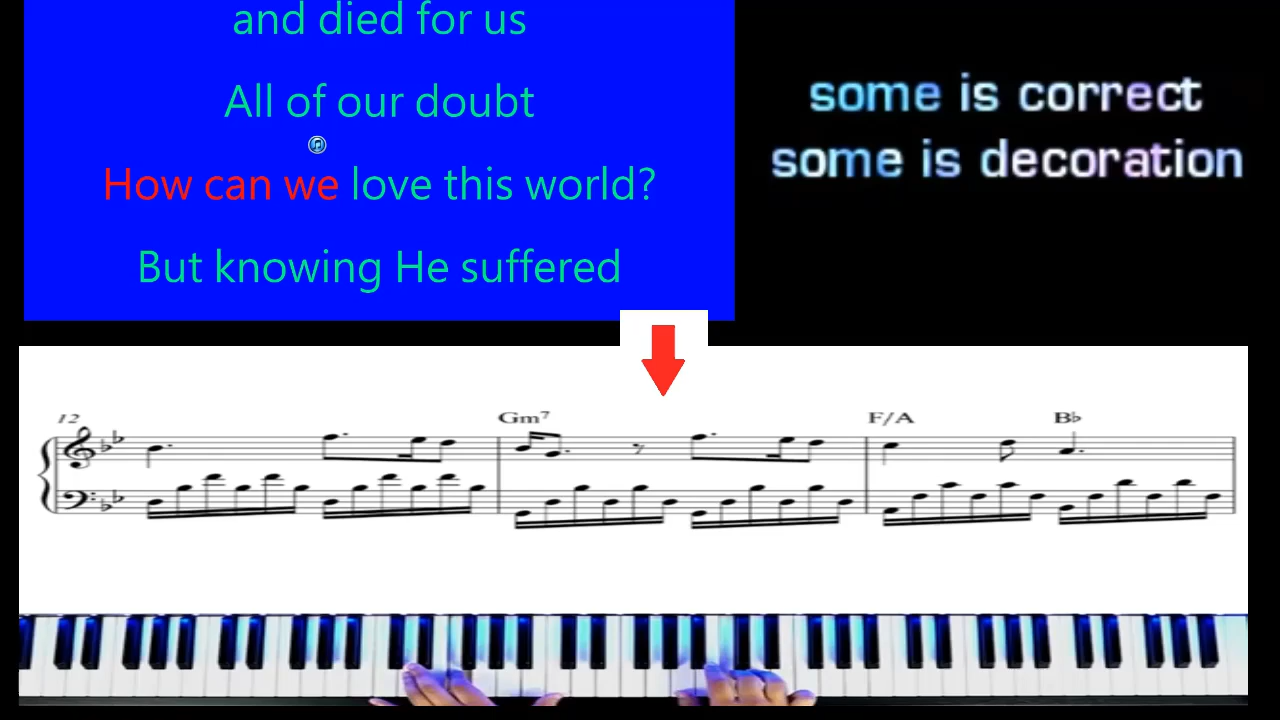 and died for us
All of our doubt
How can we love this world?
But knowing He suffered
some is correct
some is decoration
12
Gm7
F/A
B♭